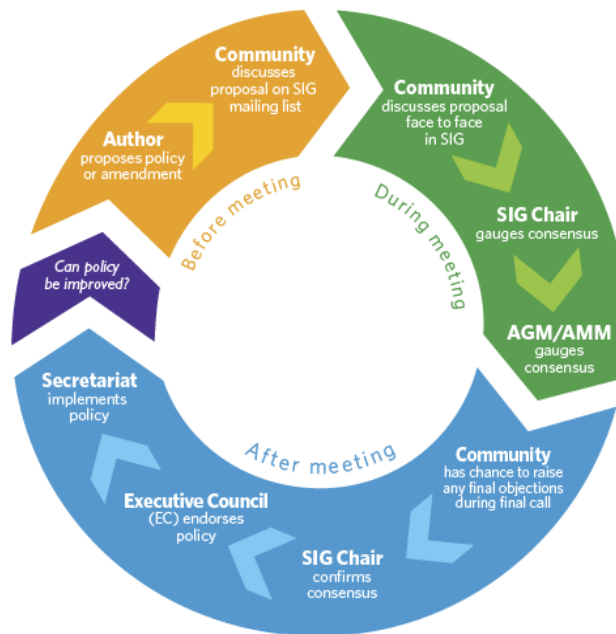 Community
discusses
proposal on SIG
mailing list
Author
proposes policy
or amendment
Before meeting
Community
discusses proposal
face to face
in SIG
SIG Chair
gauges consensus
AGM/AMM
gauges
consensus
During meeting
Community
has chance to raise
any final objections
during final call
SIG Chair
confirms
consensus
Executive Council
(EC) endorses
policy
Secretariat
implements
policy
After meeting
Can policy
be improved?